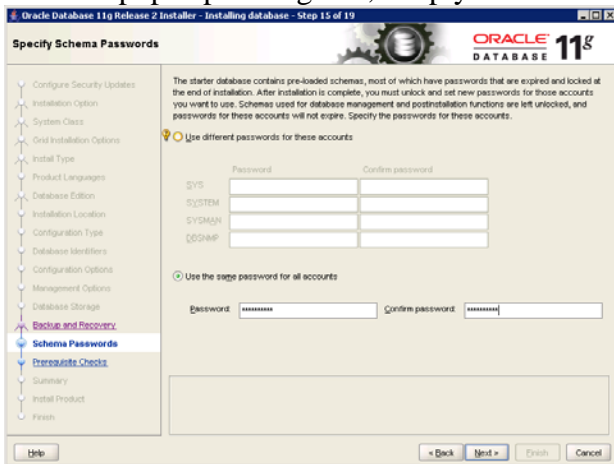 Oracle Database 11g Release 2 Installer - Installing database - Step 15 of 19
Specify Schema Passwords
ORACLE
DATABASE 11g
Configure Security Updates
Installation Option
System Class
Grid Installation Options
Install Type
Product Languages
Database Edition
Installation Location
Configuration Type
Database Identifiers
Configuration Options
Management Options
Database Storage
Backup and Recovery
Schema Passwords
Prerequisite Checks
Summary
Install Product
Finish
The starter database contains pre-loaded schemas, most of which have passwords that are expired and locked at
the end of installation. After installation is complete, you must unlock and set new passwords for those accounts
you want to use. Schemas used for database management and postinstallation functions are left unlocked, and
passwords for these accounts will not expire. Specify the passwords for these accounts.
Use different passwords for these accounts
Password Confirm password
SYS
SYSTEM
SYSMAN
DBSNMP
Use the same password for all accounts
Password: ********** Confirm password: **********
Help < Back Next > Finish Cancel